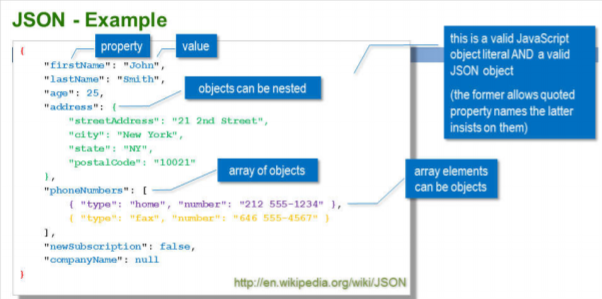 JSON - Example
property
value
this is a valid JavaScript
object literal AND a valid
JSON object
(the former allows quoted
property names the latter
insists on them)
{
"firstName": "John",
"lastName": "Smith",
"age": 25,
objects can be nested
"address": {
"streetAddress": "21 2nd Street",
"city": "New York",
"state": "NY",
"postalCode": "10021"
},
array of objects
array elements
can be objects
"phoneNumbers": [
{ "type": "home", "number": "212 555-1234" },
{ "type": "fax", "number": "646 555-4567" }
],
"newSubscription": false,
"companyName": null
}
http://en.wikipedia.org/wiki/JSON